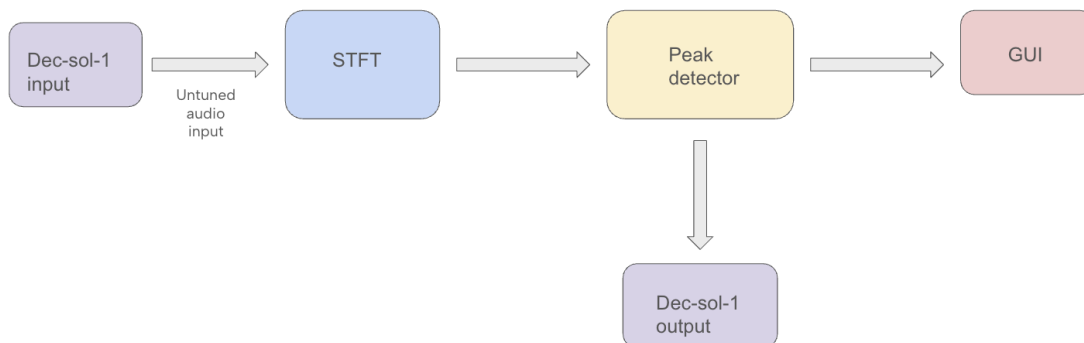 Dec-sol-1
input
Untuned
audio
input
STFT
Peak
detector
GUI
Dec-sol-1
output